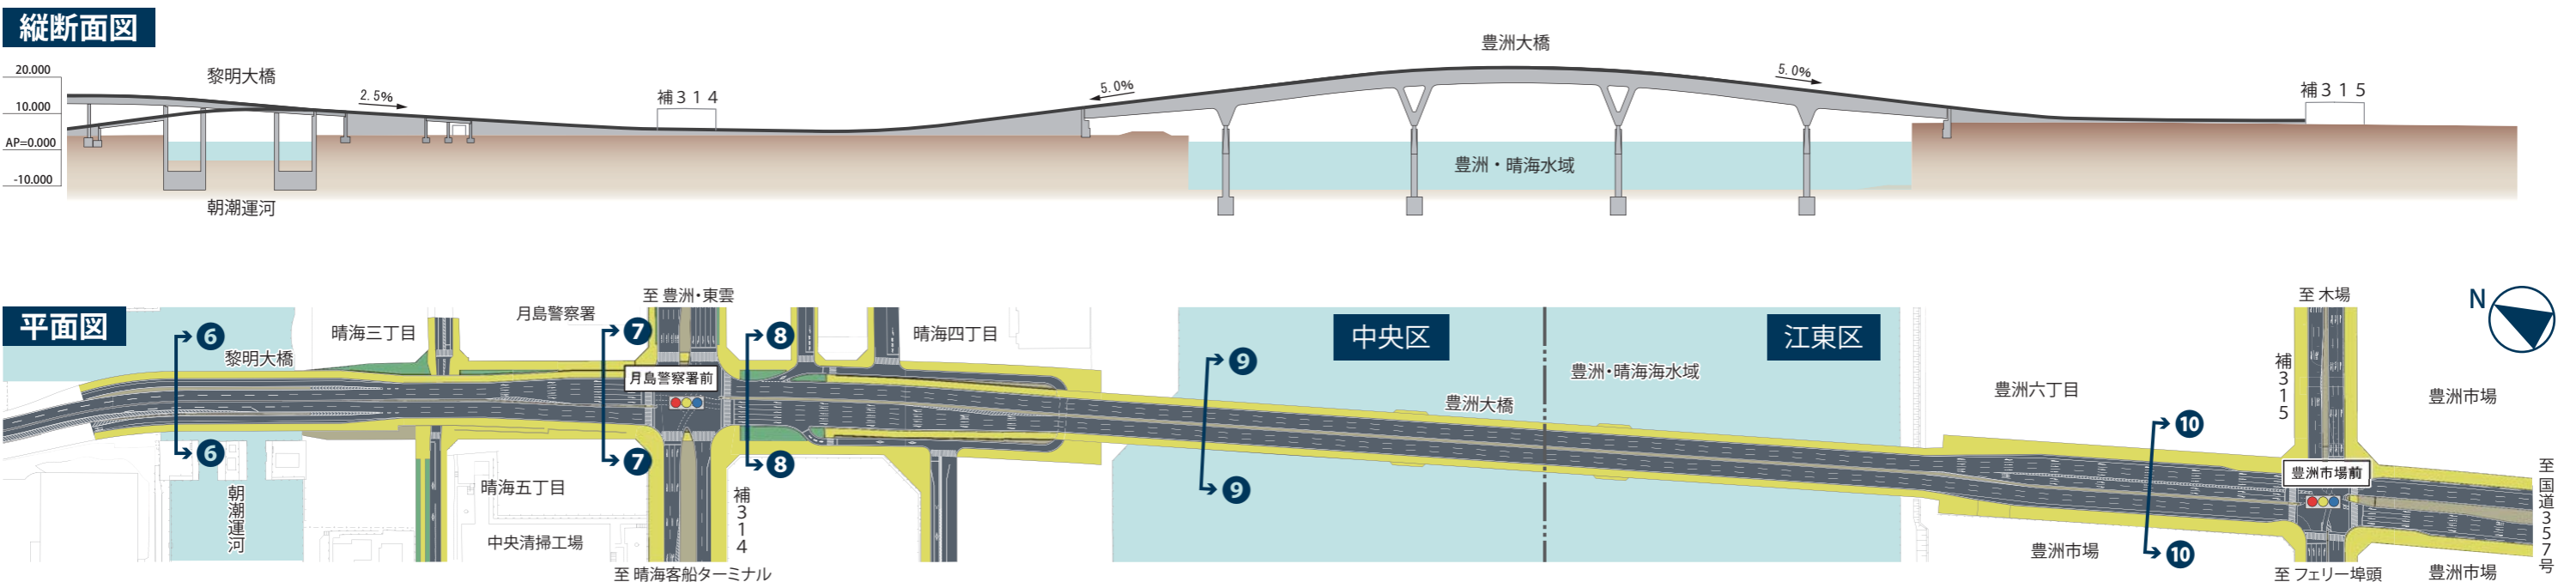 縦断面図
豊洲大橋
20.000
黎明大橋
10.000
2.5%
補314
5.0%
5.0%
補315
AP=0.000
豊洲・晴海水域
-10.000
朝潮運河
平面図
至 豊洲・東雲
至 木場
N
月島警察署
晴海三丁目
晴海四丁目
中央区
江東区
6
7
8
黎明大橋
9
豊洲・晴海海水域
補315
月島警察署前
豊洲六丁目
豊洲市場
豊洲大橋
10
6
7
8
豊洲市場前
至国道357号
晴海五丁目
9
朝潮運河
補314
中央清掃工場
豊洲市場
10
至 晴海客船ターミナル
至 フェリー埠頭
豊洲市場